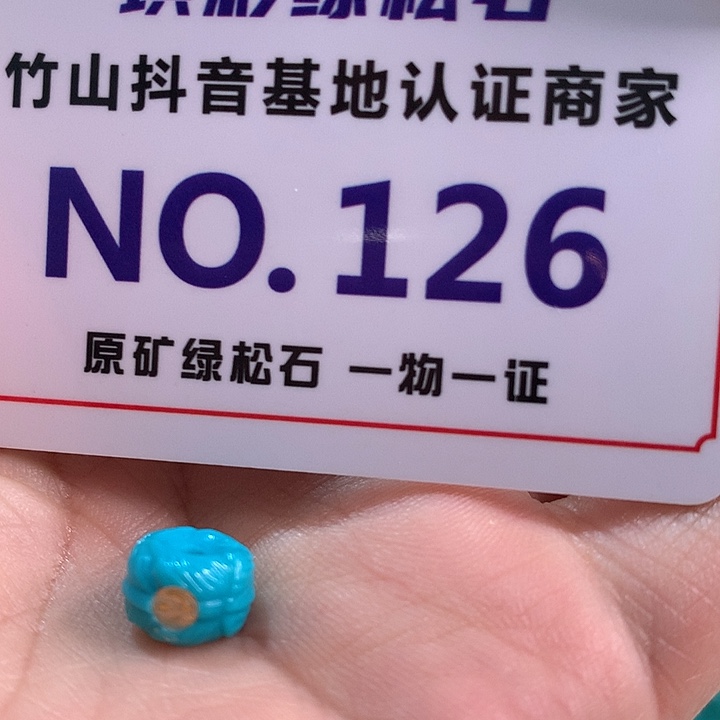 竹山抖音基地认证商家
NO.126
原矿绿松石 一物一证